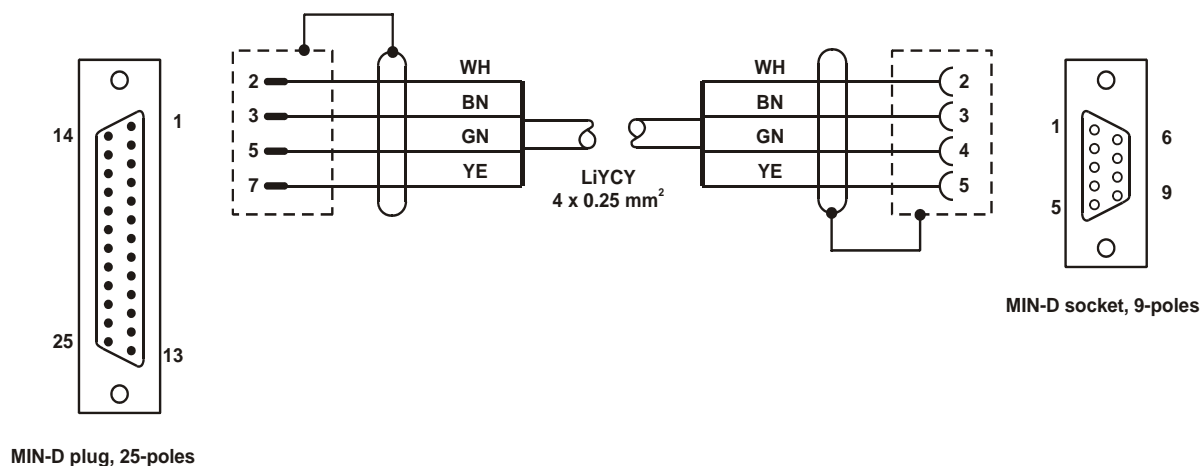 14
1
25
13
MIN-D plug, 25-poles
2
3
5
7
WH
BN
GN
YE
LiYCY
4 x 0.25 mm²
WH
BN
GN
YE
2
3
4
5
1
6
5
9
MIN-D socket, 9-poles